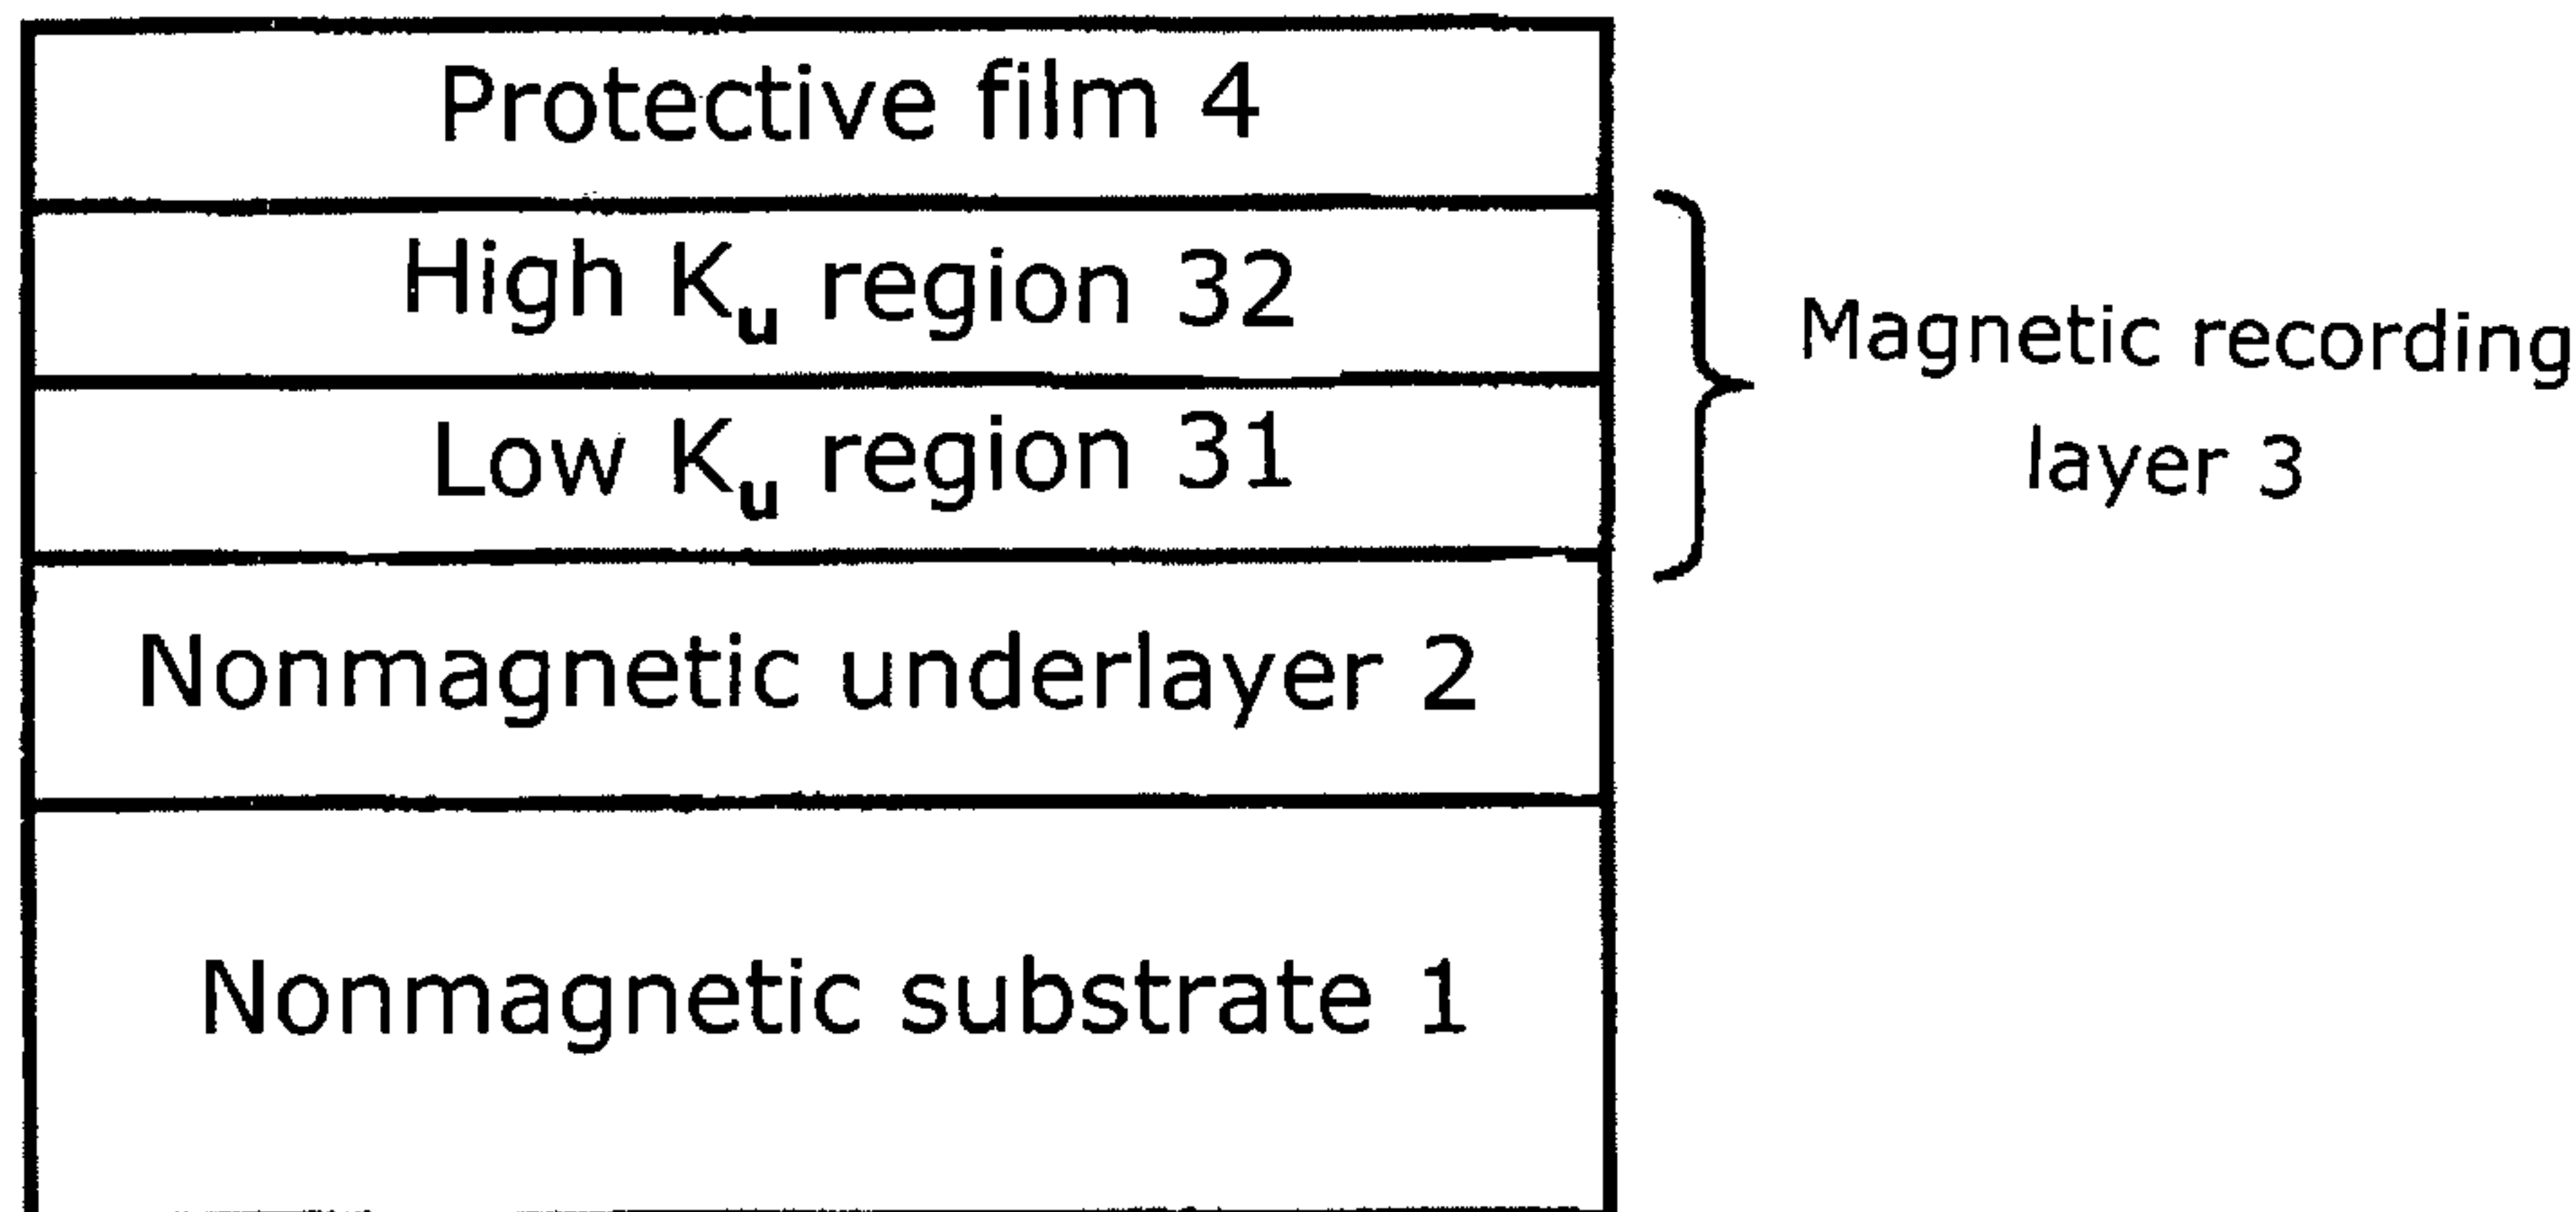 Protective film 4
High Ku region 32
Low Ku region 31
Magnetic recording
layer 3
Nonmagnetic underlayer 2
Nonmagnetic substrate 1